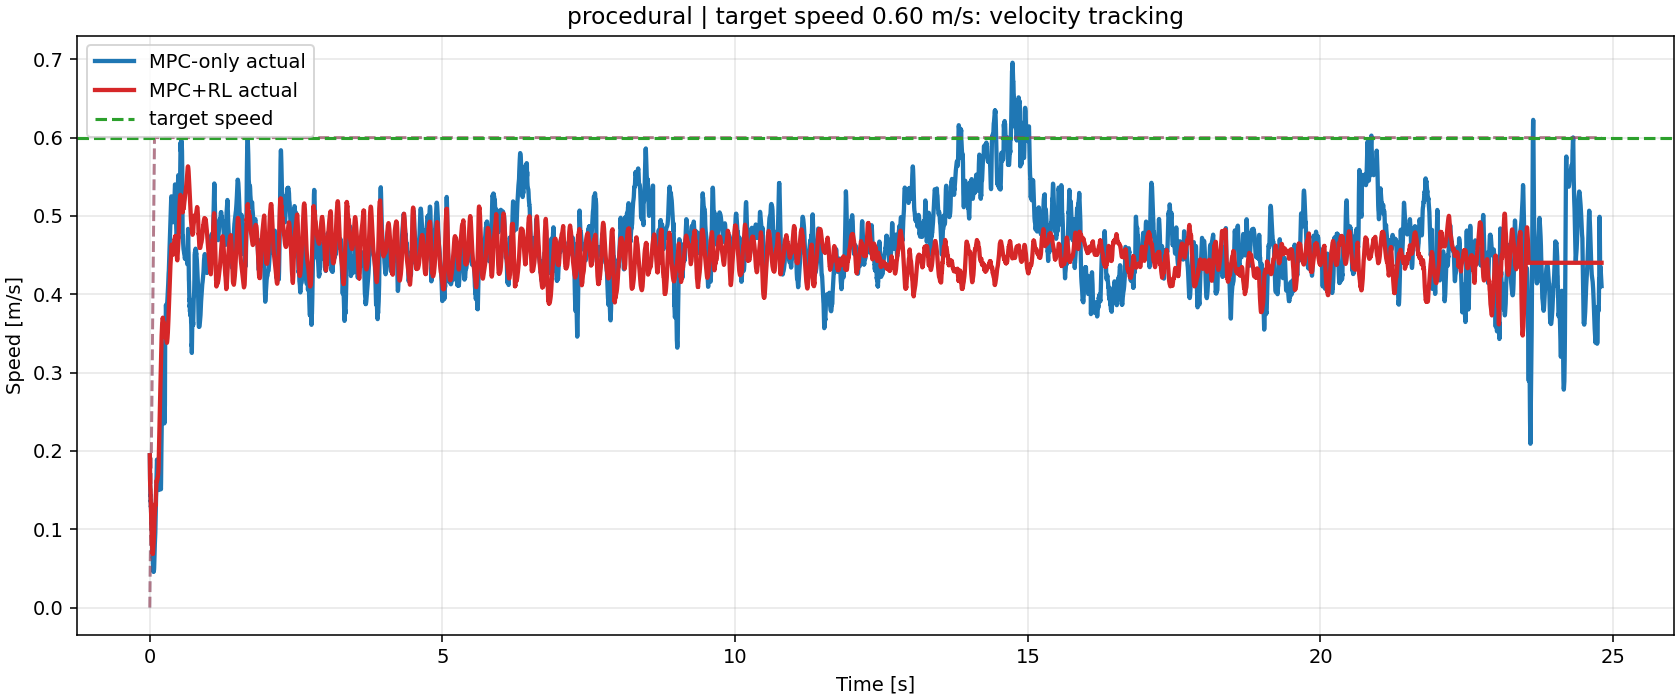 procedural | target speed 0.60 m/s: velocity tracking
MPC-only actual
MPC+RL actual
target speed
0.7
0.6
0.5
0.4
0.3
0.2
0.1
0.0
Speed [m/s]
0
5
10
15
20
25
Time [s]